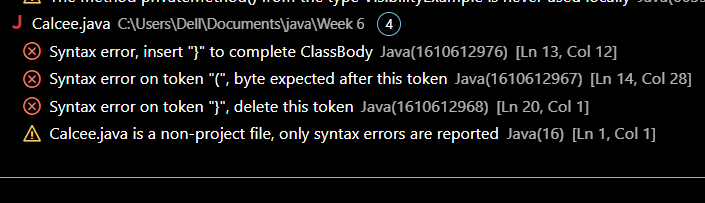 The method privateMethod() from the type VisibilityExample is never used locally
J Calcee.java C:\Users\Dell\Documents\java\Week 6 4
Syntax error, insert "}" to complete ClassBody Java(1610612976) [Ln 13, Col 12]
Syntax error on token "(", byte expected after this token Java(1610612967) [Ln 14, Col 28]
Syntax error on token "}", delete this token Java(1610612968) [Ln 20, Col 1]
Calcee.java is a non-project file, only syntax errors are reported Java(16) [Ln 1, Col 1]